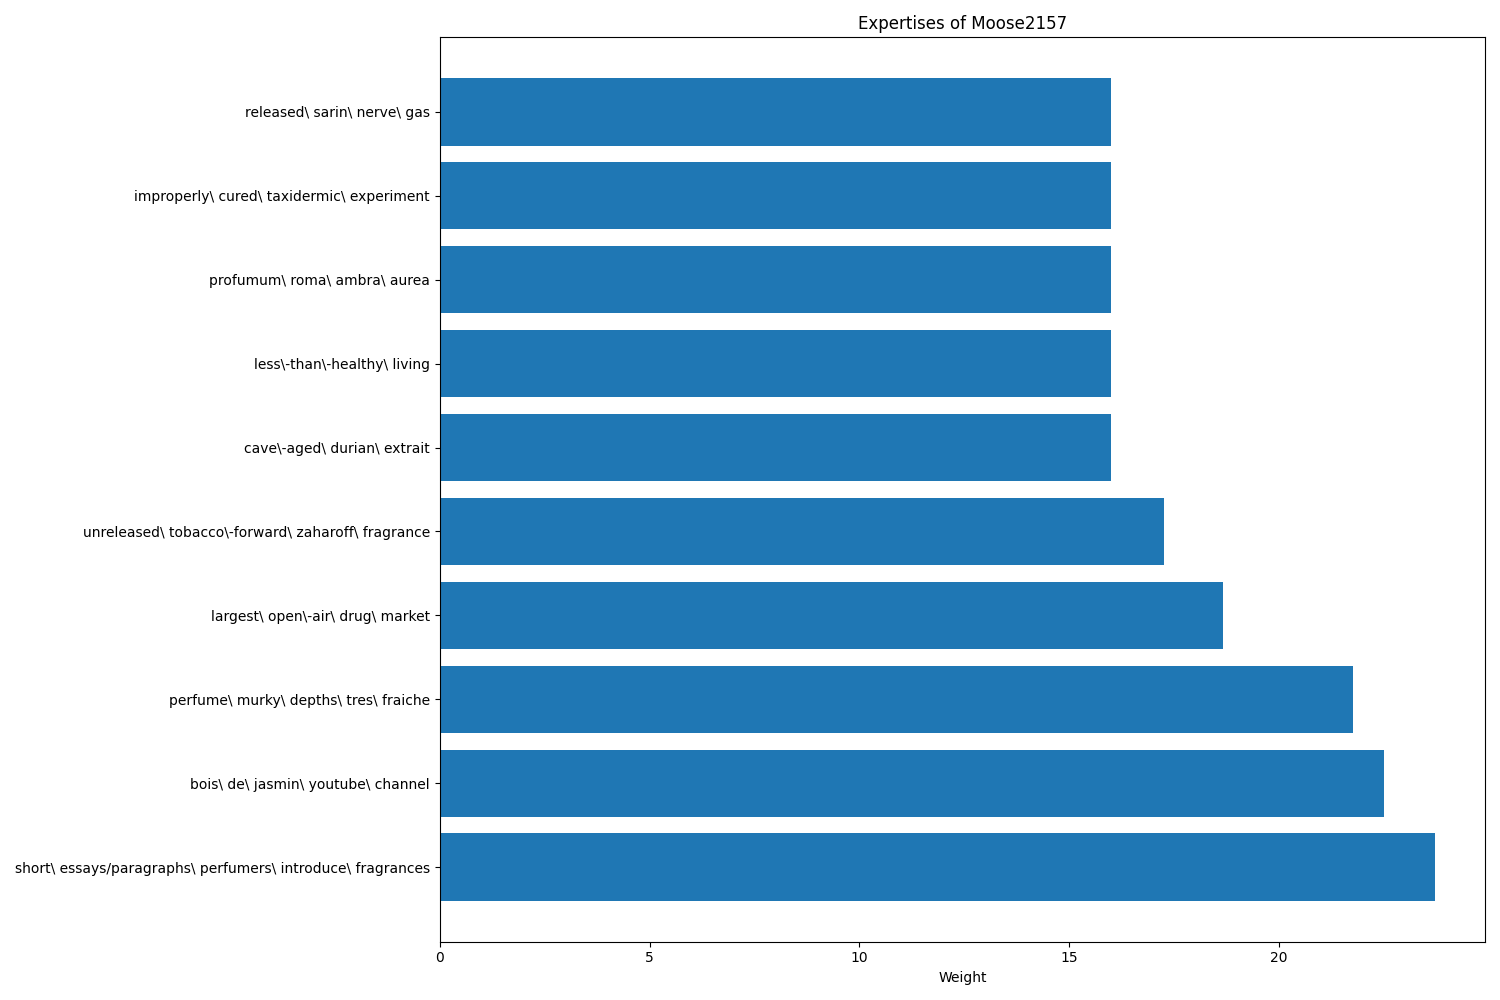 Expertises of Moose2157
released\ sarin\ nerve\ gas
improperly\ cured\ taxidermic\ experiment
profumum\ roma\ ambra\ aurea
less\-than\-healthy\ living
cave\-aged\ durian\ extrait
unreleased\ tobacco\-forward\ zaharoff\ fragrance
largest\ open\-air\ drug\ market
perfume\ murky\ depths\ tres\ fraiche
bois\ de\ jasmin\ youtube\ channel
short\ essays/paragraphs\ perfumers\ introduce\ fragrances
0 5 10 15 20
Weight